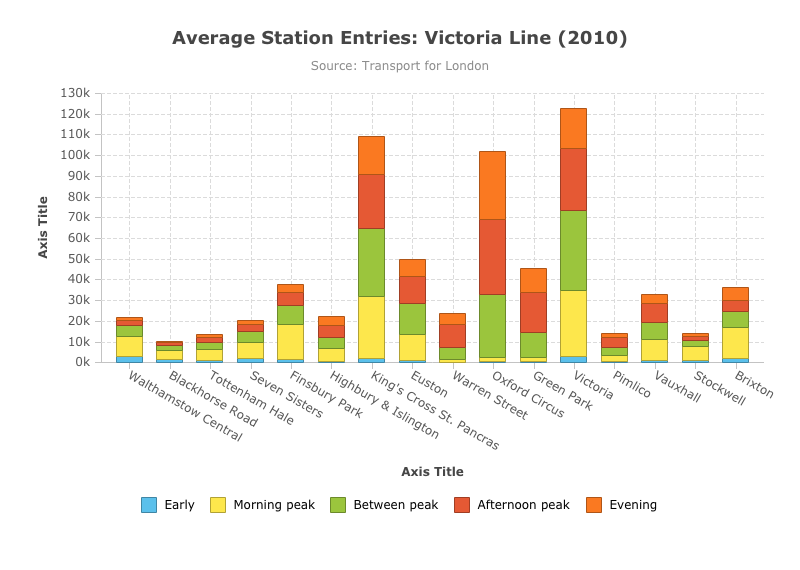 Average Station Entries: Victoria Line (2010)
Source: Transport for London
Axis Title
130k
120k
110k
100k
90k
80k
70k
60k
50k
40k
30k
20k
10k
0k
Walthamstow Central
Blackhorse Road
Tottenham Hale
Seven Sisters
Finsbury Park
Highbury & Islington
King's Cross St. Pancras
Euston
Warren Street
Oxford Circus
Green Park
Victoria
Pimlico
Vauxhall
Stockwell
Brixton
Axis Title
Early
Morning peak
Between peak
Afternoon peak
Evening